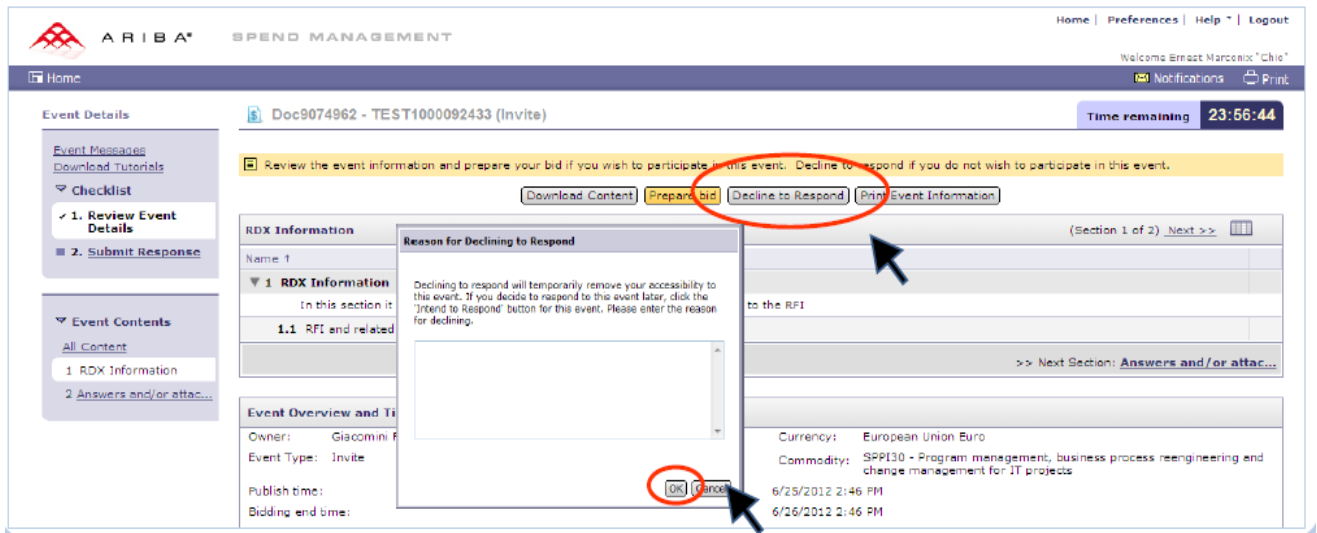 Home | Preferences | Help | Logout
ARIBA SPEND MANAGEMENT
Welcome Ernest Marconix "Chio"
Home Notifications Print
Event Details
Doc9074962 - TEST1000092433 (Invite)
Time remaining 23:56:44
Event Messages
Download Tutorials
Review the event information and prepare your bid if you wish to participate in this event. Decline to respond if you do not wish to participate in this event.
Checklist
1. Review Event
Details
2. Submit Response
Download Content Prepare bid Decline to Respond Print Event Information
RDX Information
(Section 1 of 2) Next >>
Name ↑
1 RDX Information
In this section it
to the RFI
1.1 RFI and related
>> Next Section: Answers and/or attac...
Reason for Declining to Respond
Declining to respond will temporarily remove your accessibility to
this event. If you decide to respond to this event later, click the
'Intend to Respond' button for this event. Please enter the reason
for declining.
OK Cancel
Event Contents
All Content
1 RDX Information
2 Answers and/or attac...
Event Overview and Ti
Owner: Giacomini
Event Type: Invite
Publish time:
Bidding end time:
Currency: European Union Euro
Commodity: SPPI30 - Program management, business process reengineering and
change management for IT projects
6/25/2012 2:46 PM
6/26/2012 2:46 PM